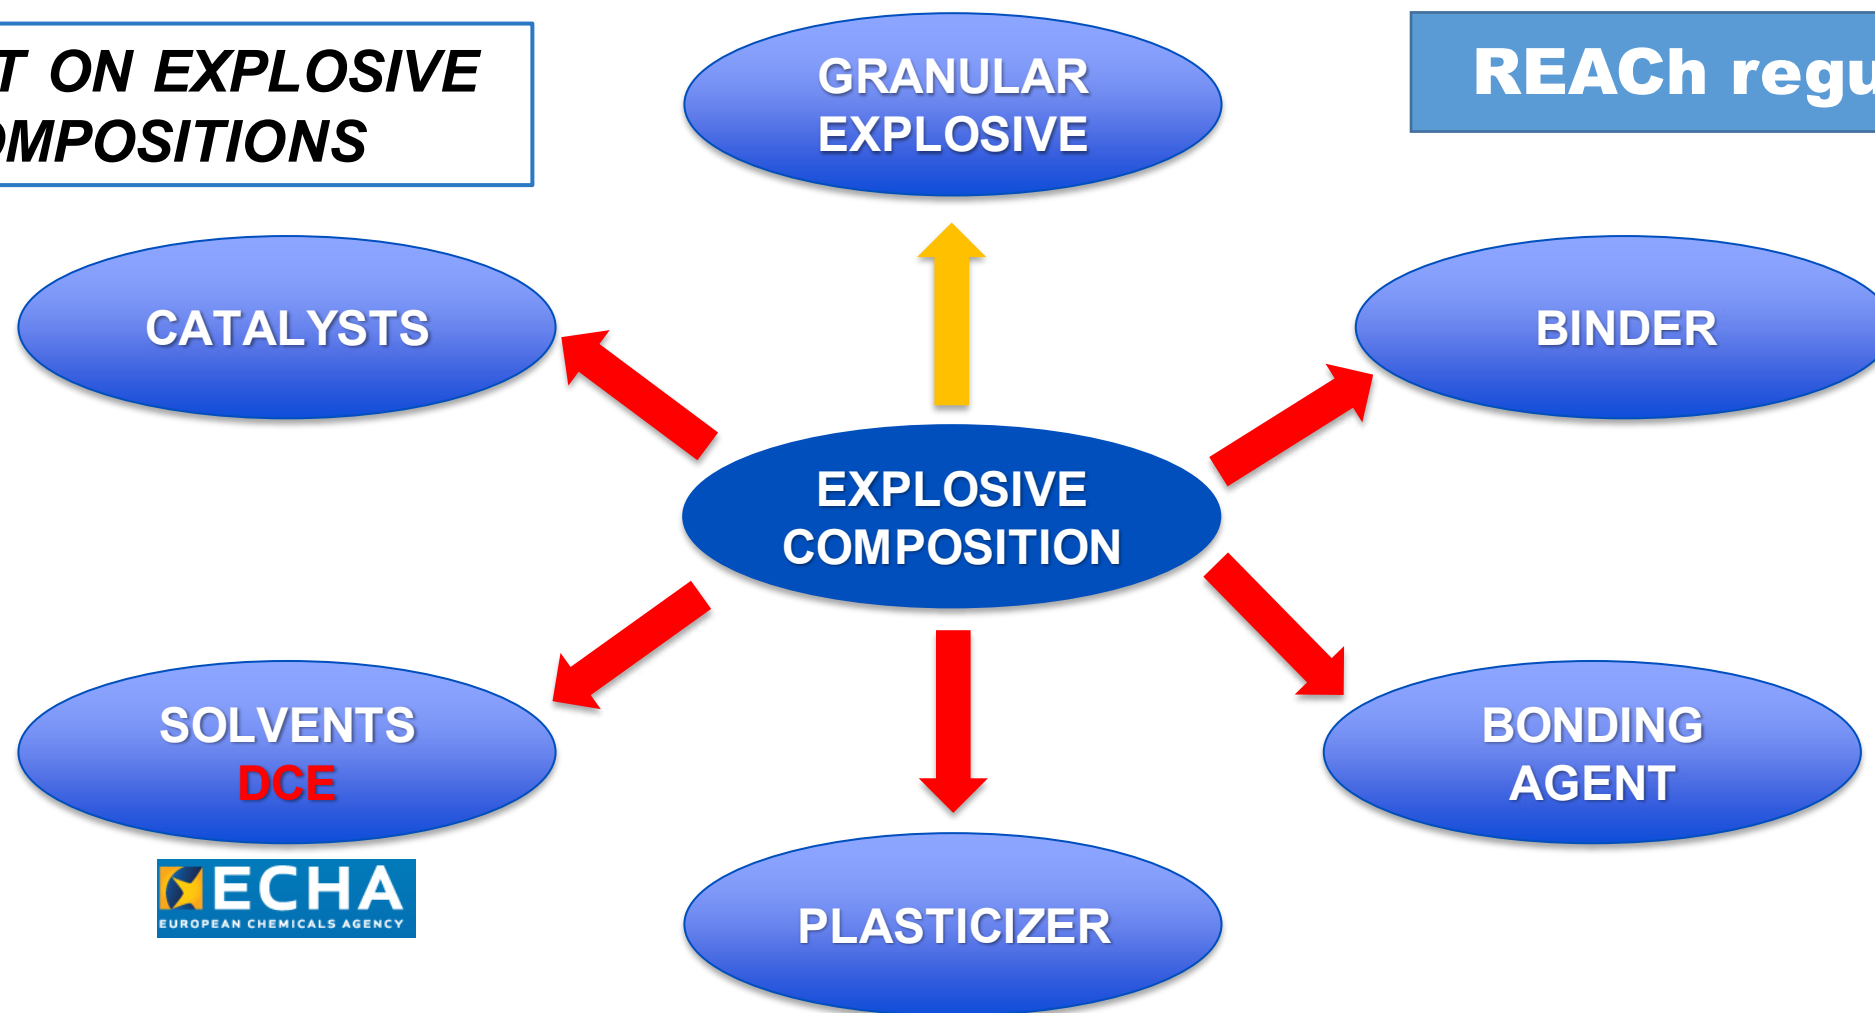 T ON EXPLOSIVE
OMPOSITIONS
REACh regu
GRANULAR
EXPLOSIVE
CATALYSTS
BINDER
EXPLOSIVE
COMPOSITION
SOLVENTS
DCE
BONDING
AGENT
ECHA
EUROPEAN CHEMICALS AGENCY
PLASTICIZER